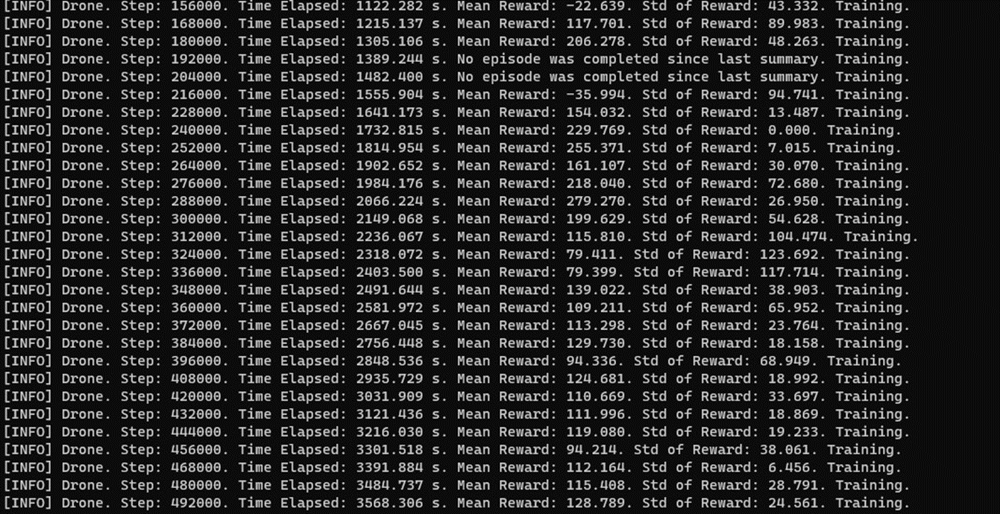 [INFO] Drone. Step: 156000. Time Elapsed: 1122.282 s. Mean Reward: -22.639. Std of Reward: 43.332. Training.
[INFO] Drone. Step: 168000. Time Elapsed: 1215.137 s. Mean Reward: 117.701. Std of Reward: 89.983. Training.
[INFO] Drone. Step: 180000. Time Elapsed: 1305.106 s. Mean Reward: 206.278. Std of Reward: 48.263. Training.
[INFO] Drone. Step: 192000. Time Elapsed: 1389.244 s. No episode was completed since last summary. Training.
[INFO] Drone. Step: 204000. Time Elapsed: 1482.400 s. No episode was completed since last summary. Training.
[INFO] Drone. Step: 216000. Time Elapsed: 1555.904 s. Mean Reward: -35.994. Std of Reward: 94.741. Training.
[INFO] Drone. Step: 228000. Time Elapsed: 1641.173 s. Mean Reward: 154.032. Std of Reward: 13.487. Training.
[INFO] Drone. Step: 240000. Time Elapsed: 1732.815 s. Mean Reward: 229.769. Std of Reward: 0.000. Training.
[INFO] Drone. Step: 252000. Time Elapsed: 1814.954 s. Mean Reward: 255.371. Std of Reward: 7.015. Training.
[INFO] Drone. Step: 264000. Time Elapsed: 1902.652 s. Mean Reward: 161.107. Std of Reward: 30.070. Training.
[INFO] Drone. Step: 276000. Time Elapsed: 1984.176 s. Mean Reward: 218.040. Std of Reward: 72.680. Training.
[INFO] Drone. Step: 288000. Time Elapsed: 2066.224 s. Mean Reward: 279.270. Std of Reward: 26.950. Training.
[INFO] Drone. Step: 300000. Time Elapsed: 2149.068 s. Mean Reward: 199.629. Std of Reward: 54.628. Training.
[INFO] Drone. Step: 312000. Time Elapsed: 2236.067 s. Mean Reward: 115.810. Std of Reward: 104.474. Training.
[INFO] Drone. Step: 324000. Time Elapsed: 2318.072 s. Mean Reward: 79.411. Std of Reward: 123.692. Training.
[INFO] Drone. Step: 336000. Time Elapsed: 2403.500 s. Mean Reward: 79.399. Std of Reward: 117.714. Training.
[INFO] Drone. Step: 348000. Time Elapsed: 2491.644 s. Mean Reward: 139.022. Std of Reward: 38.903. Training.
[INFO] Drone. Step: 360000. Time Elapsed: 2581.972 s. Mean Reward: 109.211. Std of Reward: 65.952. Training.
[INFO] Drone. Step: 372000. Time Elapsed: 2667.045 s. Mean Reward: 113.298. Std of Reward: 23.764. Training.
[INFO] Drone. Step: 384000. Time Elapsed: 2756.448 s. Mean Reward: 129.730. Std of Reward: 18.158. Training.
[INFO] Drone. Step: 396000. Time Elapsed: 2848.536 s. Mean Reward: 94.336. Std of Reward: 68.949. Training.
[INFO] Drone. Step: 408000. Time Elapsed: 2935.729 s. Mean Reward: 124.681. Std of Reward: 18.992. Training.
[INFO] Drone. Step: 420000. Time Elapsed: 3031.909 s. Mean Reward: 110.669. Std of Reward: 33.697. Training.
[INFO] Drone. Step: 432000. Time Elapsed: 3121.436 s. Mean Reward: 111.996. Std of Reward: 18.869. Training.
[INFO] Drone. Step: 444000. Time Elapsed: 3216.030 s. Mean Reward: 119.080. Std of Reward: 19.233. Training.
[INFO] Drone. Step: 456000. Time Elapsed: 3301.518 s. Mean Reward: 94.214. Std of Reward: 38.061. Training.
[INFO] Drone. Step: 468000. Time Elapsed: 3391.884 s. Mean Reward: 112.164. Std of Reward: 6.456. Training.
[INFO] Drone. Step: 480000. Time Elapsed: 3484.737 s. Mean Reward: 115.408. Std of Reward: 28.791. Training.
[INFO] Drone. Step: 492000. Time Elapsed: 3568.306 s. Mean Reward: 128.789. Std of Reward: 24.561. Training.